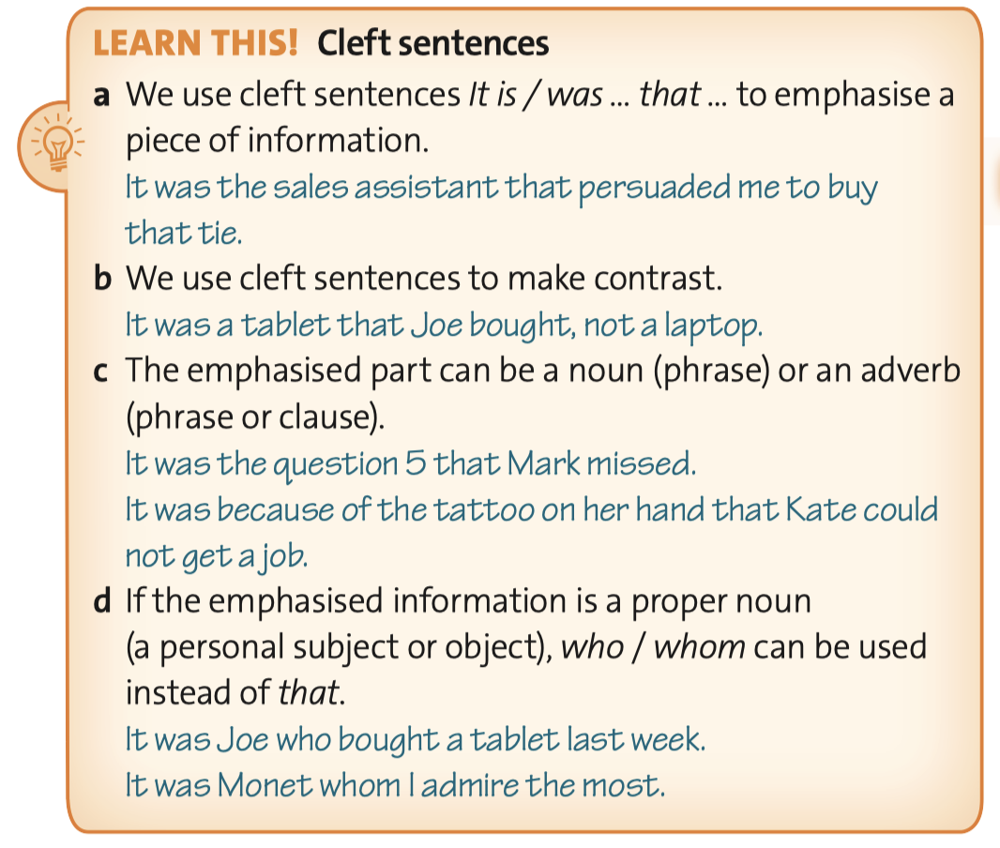 LEARN THIS! Cleft sentences
a We use cleft sentences It is / was ... that ... to emphasise a
piece of information.
It was the sales assistant that persuaded me to buy
that tie.
b We use cleft sentences to make contrast.
It was a tablet that Joe bought, not a laptop.
c The emphasised part can be a noun (phrase) or an adverb
(phrase or clause).
It was the question 5 that Mark missed.
It was because of the tattoo on her hand that Kate could
not get a job.
d If the emphasised information is a proper noun
(a personal subject or object), who / whom can be used
instead of that.
It was Joe who bought a tablet last week.
It was Monet whom I admire the most.